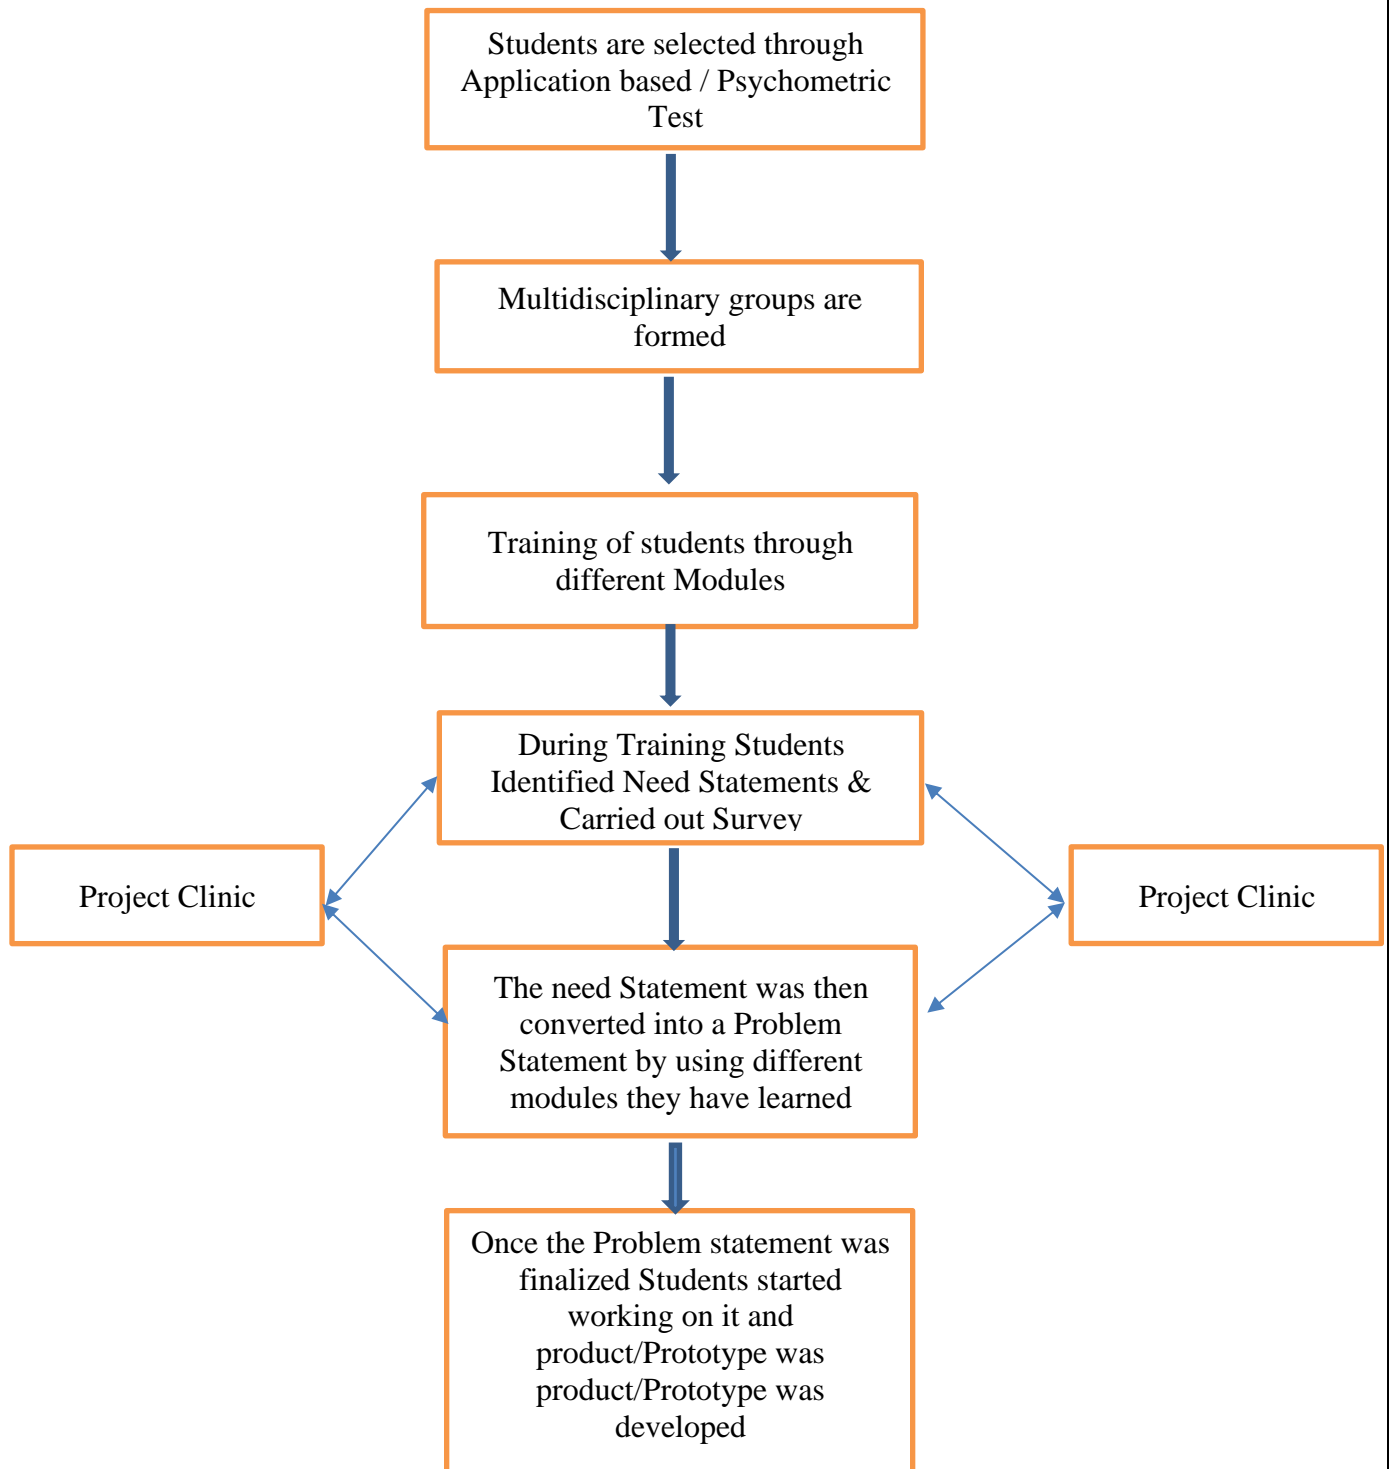 Students are selected through
Application based / Psychometric
Test
Multidisciplinary groups are
formed
Training of students through
different Modules
During Training Students
Identified Need Statements &
Carried out Survey
Project Clinic
Project Clinic
The need Statement was then
converted into a Problem
Statement by using different
modules they have learned
Once the Problem statement was
finalized Students started
working on it and
product/Prototype was
product/Prototype was
developed